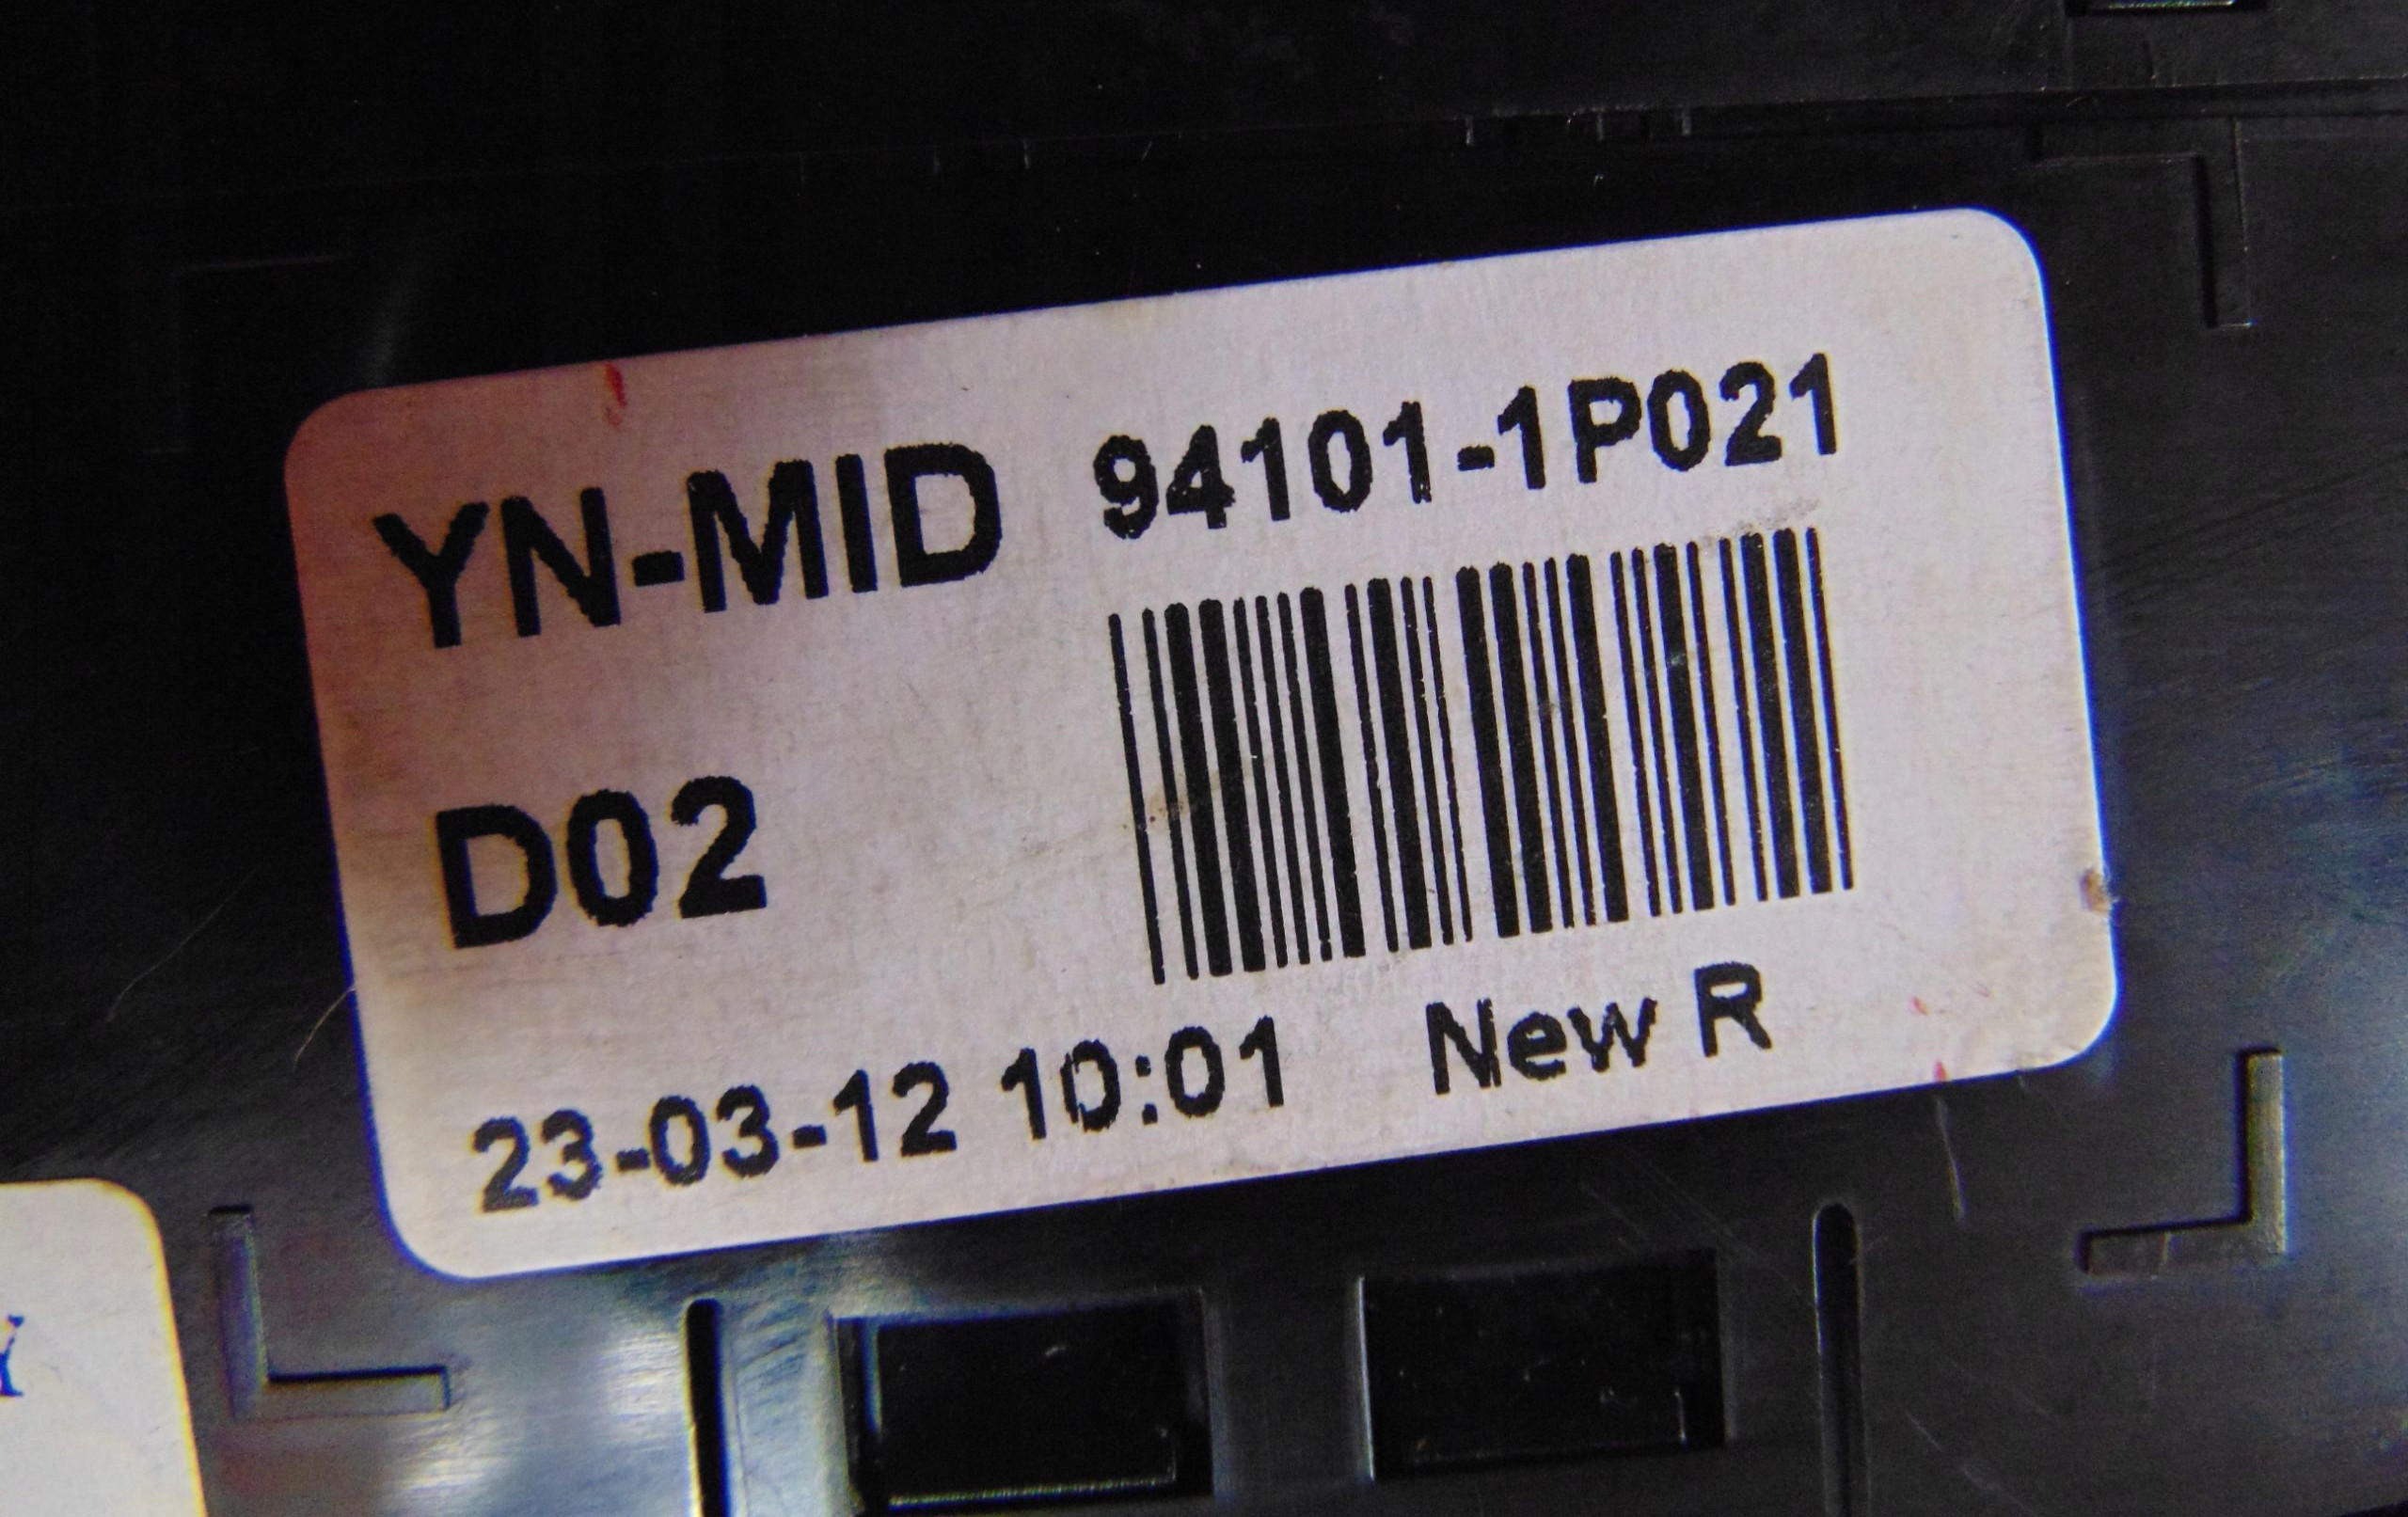 YN-MID 94101-1P021
D02
23-03-12 10:01 New R
Y